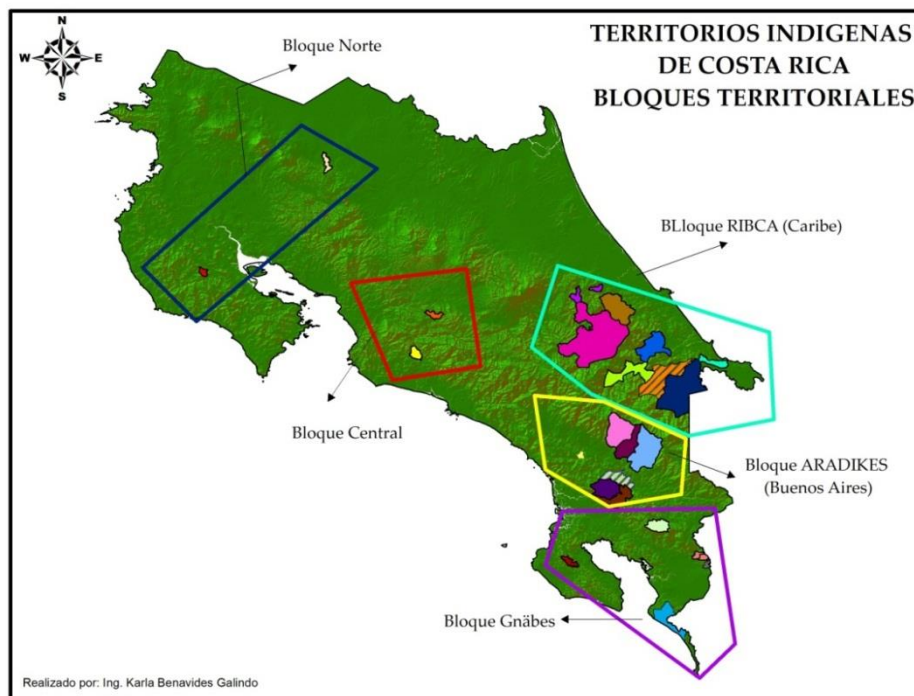 N
W E
S
TERRITORIOS INDIGENAS
DE COSTA RICA
BLOQUES TERRITORIALES
Bloque Norte
BLloque RIBCA (Caribe)
Bloque Central
Bloque ARADIKES
(Buenos Aires)
Bloque Gnäbes
Realizado por: Ing. Karla Benavides Galindo